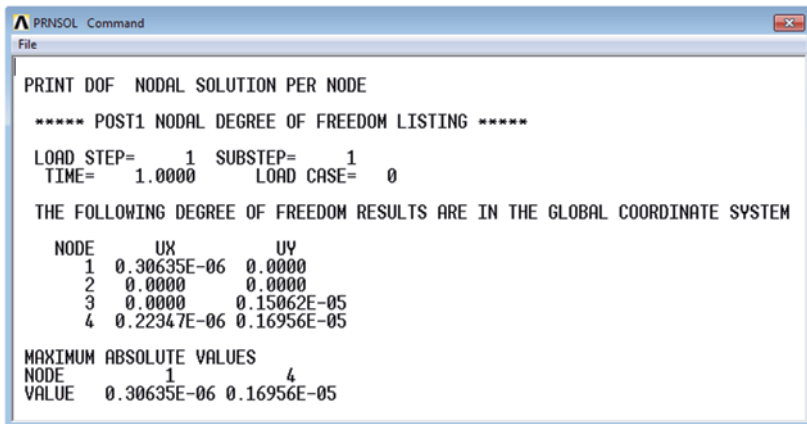 PRNSOL Command
File
PRINT DOF NODAL SOLUTION PER NODE
***** POST1 NODAL DEGREE OF FREEDOM LISTING *****
LOAD STEP= 1 SUBSTEP= 1
TIME= 1.0000 LOAD CASE= 0
THE FOLLOWING DEGREE OF FREEDOM RESULTS ARE IN THE GLOBAL COORDINATE SYSTEM
NODE UX UY
1 0.30635E-06 0.0000
2 0.0000 0.0000
3 0.0000 0.15062E-05
4 0.22347E-06 0.16956E-05
MAXIMUM ABSOLUTE VALUES
NODE 1 4
VALUE 0.30635E-06 0.16956E-05